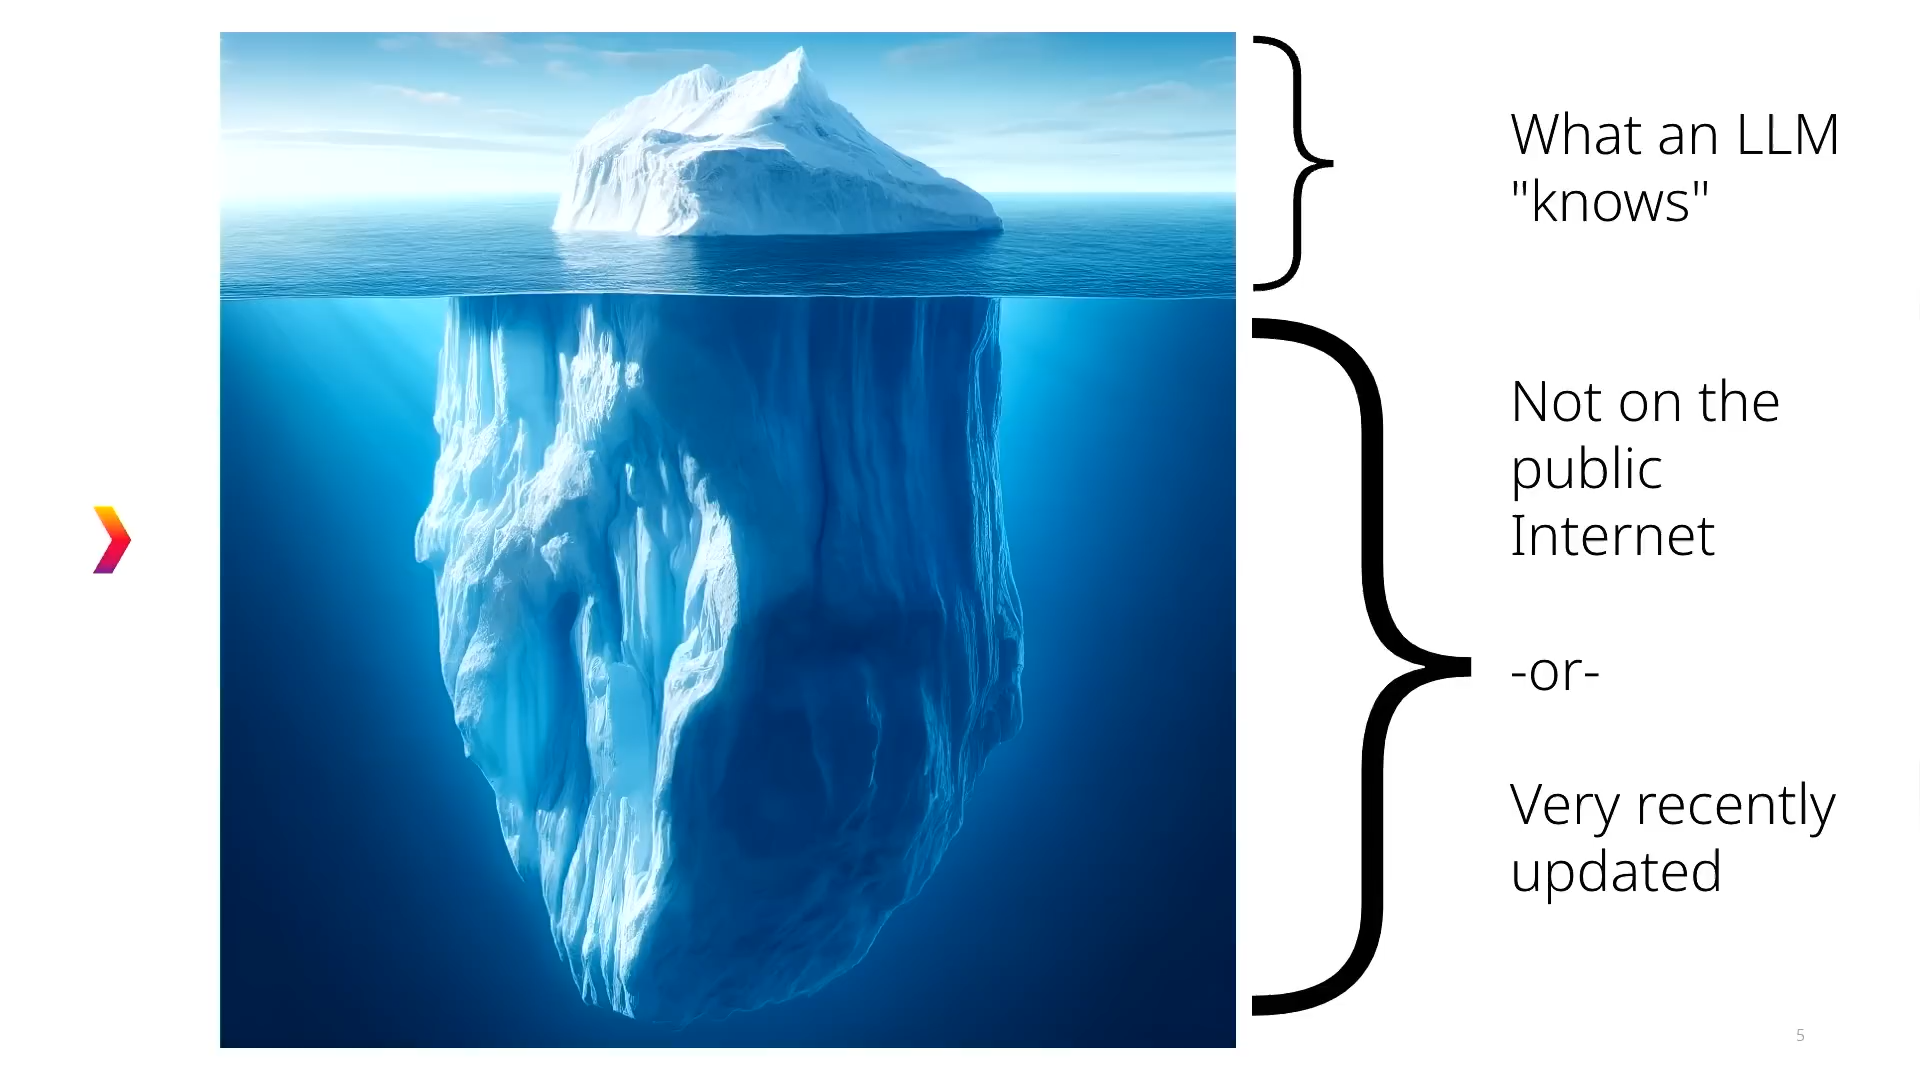 What an LLM
"knows"
Not on the
public
Internet
-or-
Very recently
updated
5